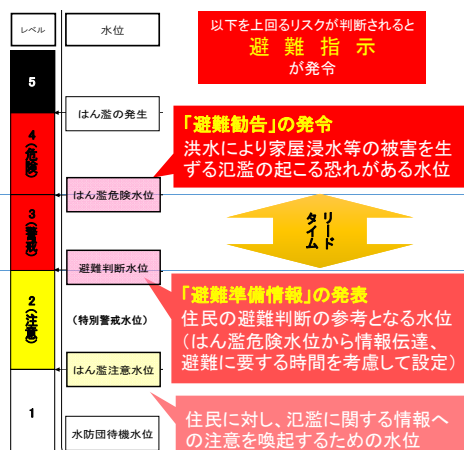 レベル
水位
以下を上回るリスクが判断されると
避 難 指 示
が発令
5
はん濫の発生
4
(危険)
「避難勧告」の発令
洪水により家屋浸水等の被害を生
ずる氾濫の起こる恐れがある水位
はん濫危険水位
3
(警戒)
リード
タイム
避難判断水位
2
(注意)
(特別警戒水位)
「避難準備情報」の発表
住民の避難判断の参考となる水位
(はん濫危険水位から情報伝達、
避難に要する時間を考慮して設定)
はん濫注意水位
1
水防団待機水位
住民に対し、氾濫に関する情報へ
の注意を喚起するための水位